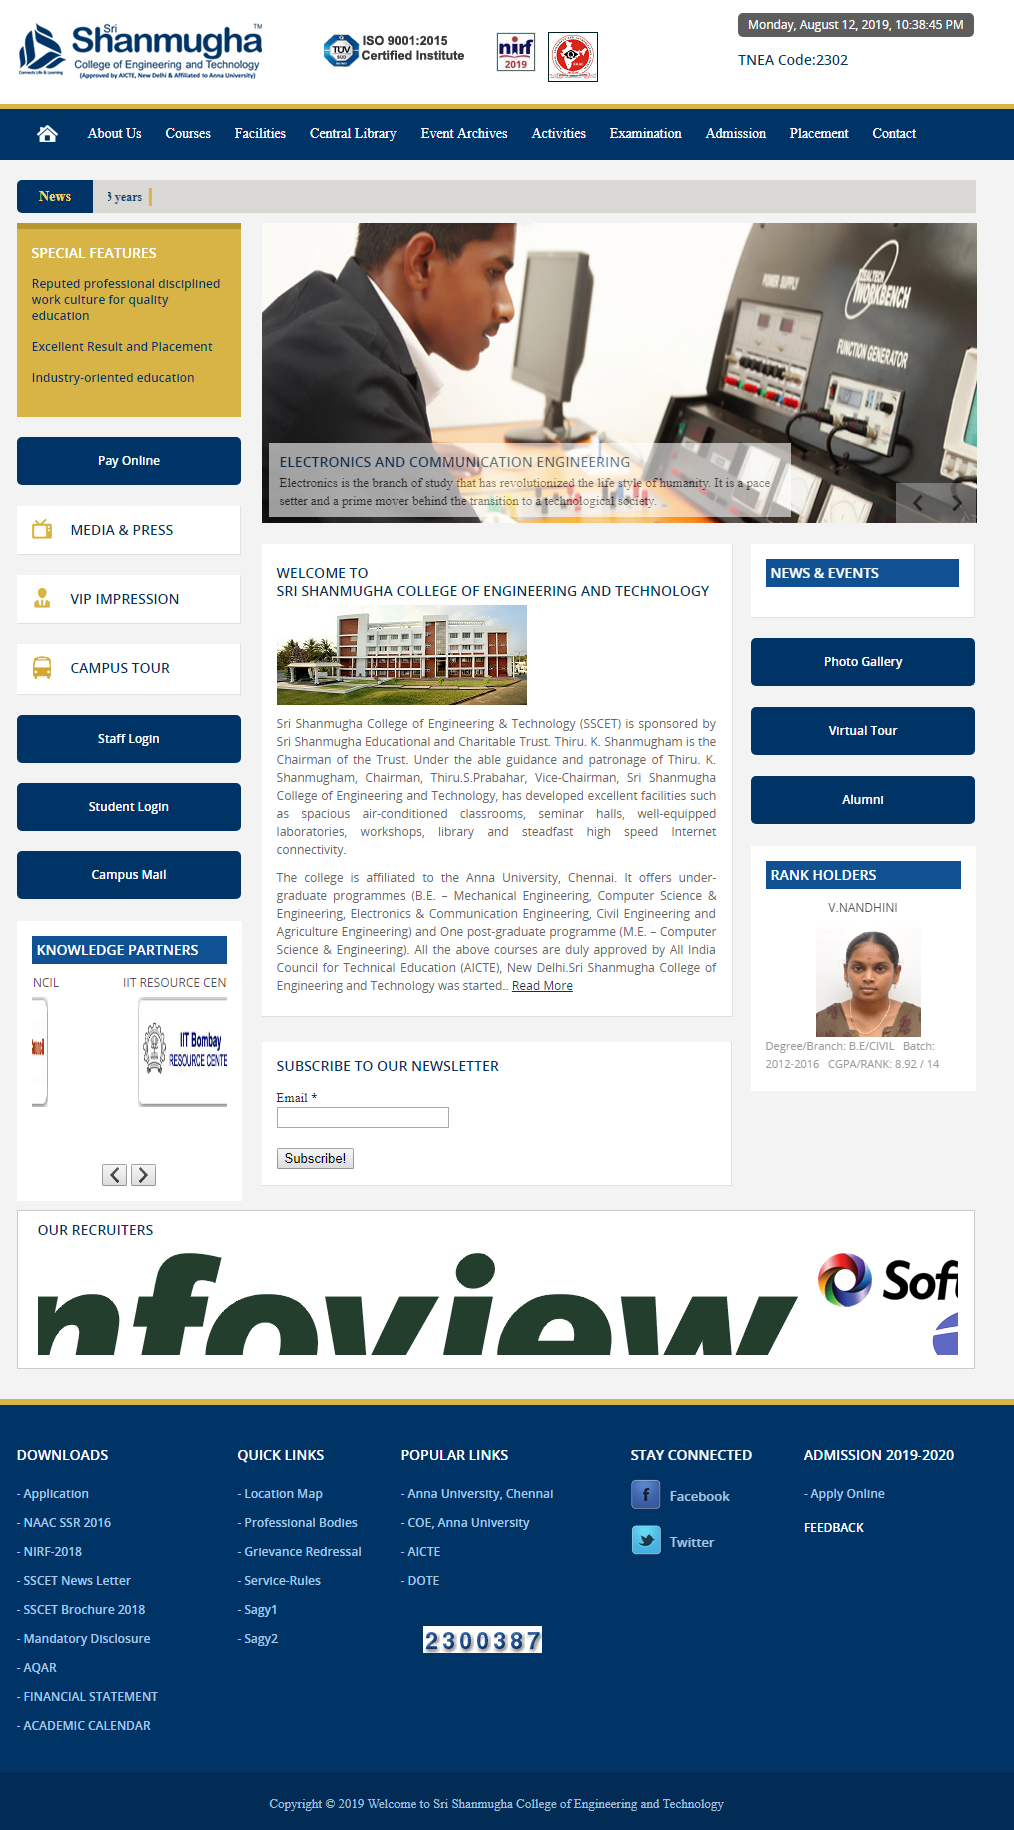 Sri
Shanmugha™
College of Engineering and Technology
Connects Life & Learning
(Approved by AICTE, New Delhi & Affiliated to Anna University)
TÜV
SÜD
ISO 9001:2015
Certified Institute
nirf
2019
Monday, August 12, 2019, 10:38:45 PM
TNEA Code:2302
About Us
Courses
Facilities
Central Library
Event Archives
Activities
Examination
Admission
Placement
Contact
News
3 years
SPECIAL FEATURES
Reputed professional disciplined
work culture for quality
education
Excellent Result and Placement
Industry-oriented education
POWER SUPPLY
WORKBENCH
FUNCTION GENERATOR
ELECTRONICS AND COMMUNICATION ENGINEERING
Electronics is the branch of study that has revolutionized the life style of humanity. It is a pace
setter and a prime mover behind the transition to a technological society.
Pay Online
MEDIA & PRESS
VIP IMPRESSION
CAMPUS TOUR
Staff Login
Student Login
Campus Mail
KNOWLEDGE PARTNERS
NCIL
IIT RESOURCE CEN
IIT Bombay
RESOURCE CENTE
WELCOME TO
SRI SHANMUGHA COLLEGE OF ENGINEERING AND TECHNOLOGY
Sri Shanmugha College of Engineering & Technology (SSCET) is sponsored by
Sri Shanmugha Educational and Charitable Trust. Thiru. K. Shanmugham is the
Chairman of the Trust. Under the able guidance and patronage of Thiru. K.
Shanmugham, Chairman, Thiru.S.Prabahar, Vice-Chairman, Sri Shanmugha
College of Engineering and Technology, has developed excellent facilities such
as spacious air-conditioned classrooms, seminar halls, well-equipped
laboratories, workshops, library and steadfast high speed Internet
connectivity.
The college is affiliated to the Anna University, Chennai. It offers under-
graduate programmes (B.E. – Mechanical Engineering, Computer Science &
Engineering, Electronics & Communication Engineering, Civil Engineering and
Agriculture Engineering) and One post-graduate programme (M.E. – Computer
Science & Engineering). All the above courses are duly approved by All India
Council for Technical Education (AICTE), New Delhi.Sri Shanmugha College of
Engineering and Technology was started.. Read More
SUBSCRIBE TO OUR NEWSLETTER
Email *
Subscribe!
NEWS & EVENTS
Photo Gallery
Virtual Tour
Alumni
RANK HOLDERS
V.NANDHINI
Degree/Branch: B.E/CIVIL Batch:
2012-2016 CGPA/RANK: 8.92 / 14
OUR RECRUITERS
nfoview
Soft
DOWNLOADS
- Application
- NAAC SSR 2016
- NIRF-2018
- SSCET News Letter
- SSCET Brochure 2018
- Mandatory Disclosure
- AQAR
- FINANCIAL STATEMENT
- ACADEMIC CALENDAR
QUICK LINKS
- Location Map
- Professional Bodies
- Grievance Redressal
- Service-Rules
- Sagy1
- Sagy2
POPULAR LINKS
- Anna University, Chennai
- COE, Anna University
- AICTE
- DOTE
2300387
STAY CONNECTED
Facebook
Twitter
ADMISSION 2019-2020
- Apply Online
FEEDBACK
Copyright © 2019 Welcome to Sri Shanmugha College of Engineering and Technology